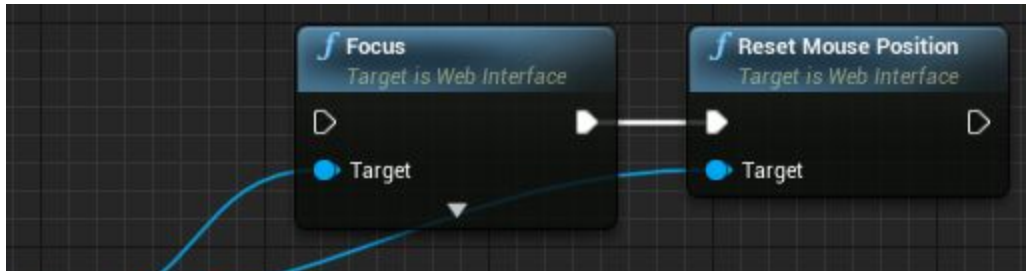 Focus
Target is Web Interface
Target
Reset Mouse Position
Target is Web Interface
Target